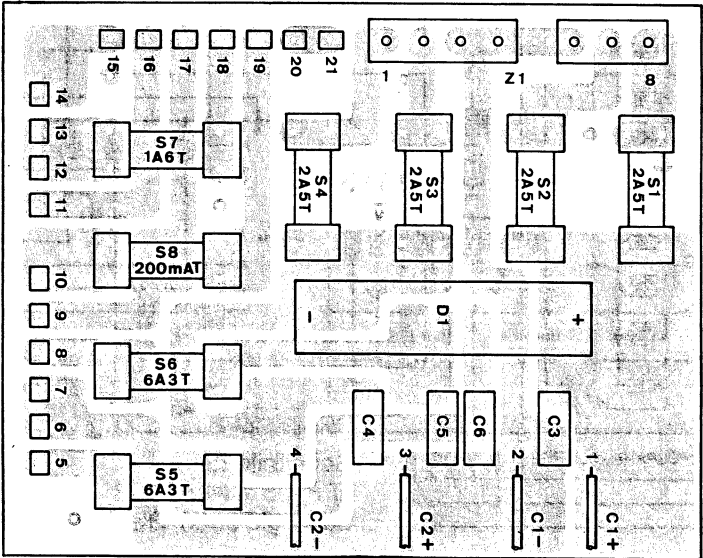 15
16
17
18
19
20
21
1
Z1
8
14
13
12
11
S7
1A6T
S4
2A5T
S3
2A5T
S2
2A5T
S1
2A5T
S8
200mAT
10
9
8
7
6
5
-
D1
+
S6
6A3T
C4
C5
C6
C3
4
3
2
1
S5
6A3T
C2-
C2+
C1-
C1+